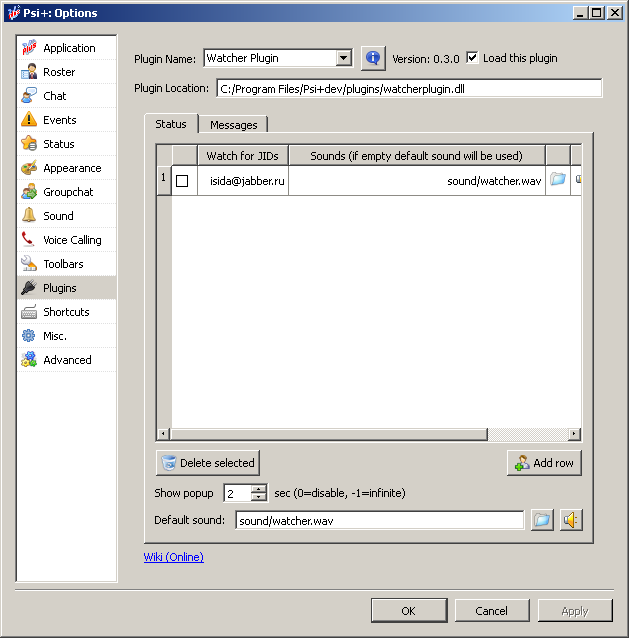 Psi+: Options
Application
Roster
Chat
Events
Status
Appearance
Groupchat
Sound
Voice Calling
Toolbars
Plugins
Shortcuts
Misc.
Advanced
Plugin Name: Watcher Plugin Version: 0.3.0 Load this plugin
Plugin Location: C:/Program Files/Psi+dev/plugins/watcherplugin.dll
Status Messages
Watch for JIDs Sounds (if empty default sound will be used)
1 isida@jabber.ru sound/watcher.wav
Delete selected Add row
Show popup 2 sec (0=disable, -1=infinite)
Default sound: sound/watcher.wav
Wiki (Online)
OK Cancel Apply